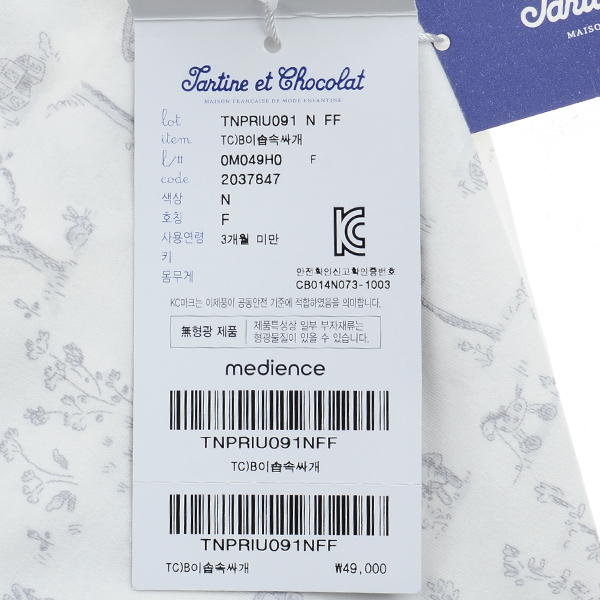 Tartine et Chocolat
MAISON FRANÇAISE DE MODE ENFANTINE
lot TNPRIU091 N FF
item TC)B이솝속싸개
l/# 0M049H0 F
code 2037847
색상 N
호칭 F
사용연령 3개월 미만
키
몸무게
안전확인신고확인증번호
CB014N073-1003
KC마크는 이제품이 공통안전 기준에 적합하였음을 의미합니다.
無형광 제품
제품특성상 일부 부자재류는
형광물질이 있을 수 있습니다.
medience
TNPRIU091NFF
TC)B이솝속싸개
TNPRIU091NFF
TC)B이솝속싸개 ₩49,000
MAISON